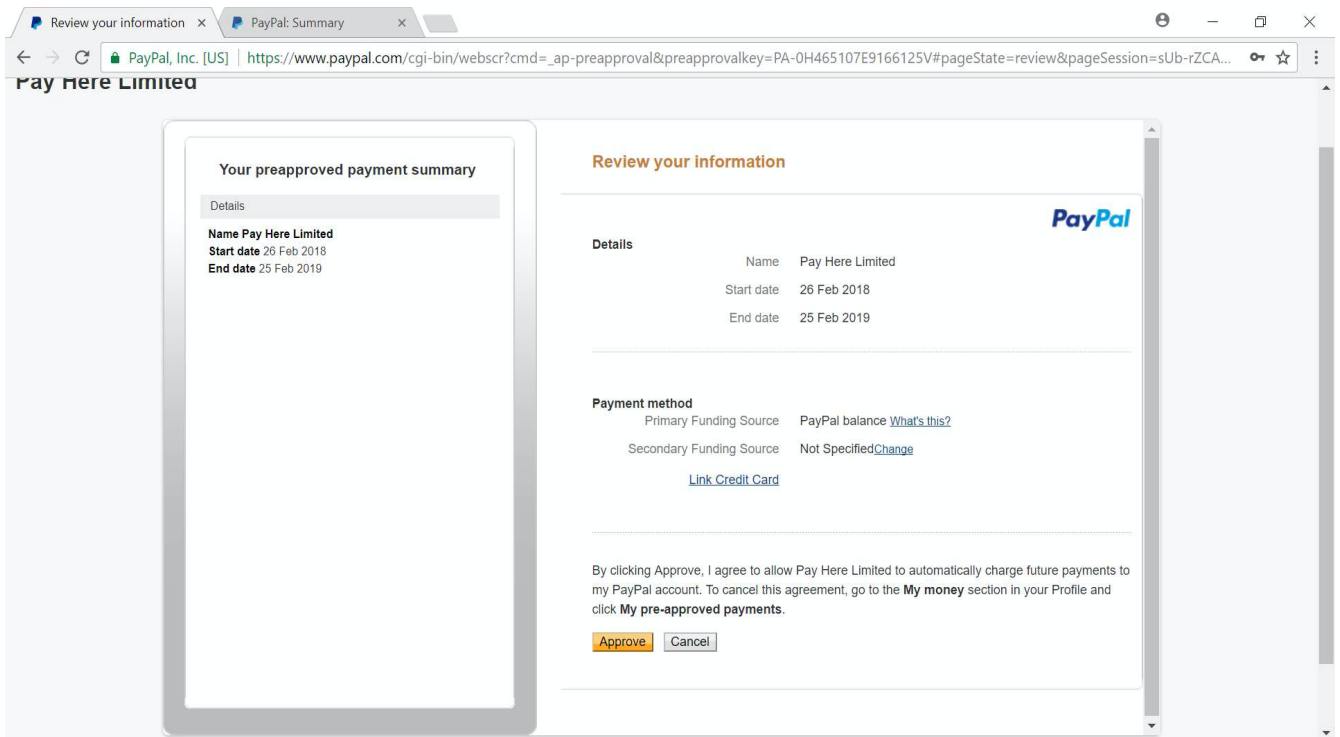 Review your information
PayPal: Summary
PayPal, Inc. [US] https://www.paypal.com/cgi-bin/webscr?cmd=_ap-preapproval&preapprovalkey=PA-0H465107E9166125V#pageState=review&pageSession=sUb-rZCA...
Pay Here Limited
Your preapproved payment summary
Details
Name Pay Here Limited
Start date 26 Feb 2018
End date 25 Feb 2019
Review your information
PayPal
Details
Name Pay Here Limited
Start date 26 Feb 2018
End date 25 Feb 2019
Payment method
Primary Funding Source PayPal balance What's this?
Secondary Funding Source Not SpecifiedChange
Link Credit Card
By clicking Approve, I agree to allow Pay Here Limited to automatically charge future payments to
my PayPal account. To cancel this agreement, go to the My money section in your Profile and
click My pre-approved payments.
Approve Cancel